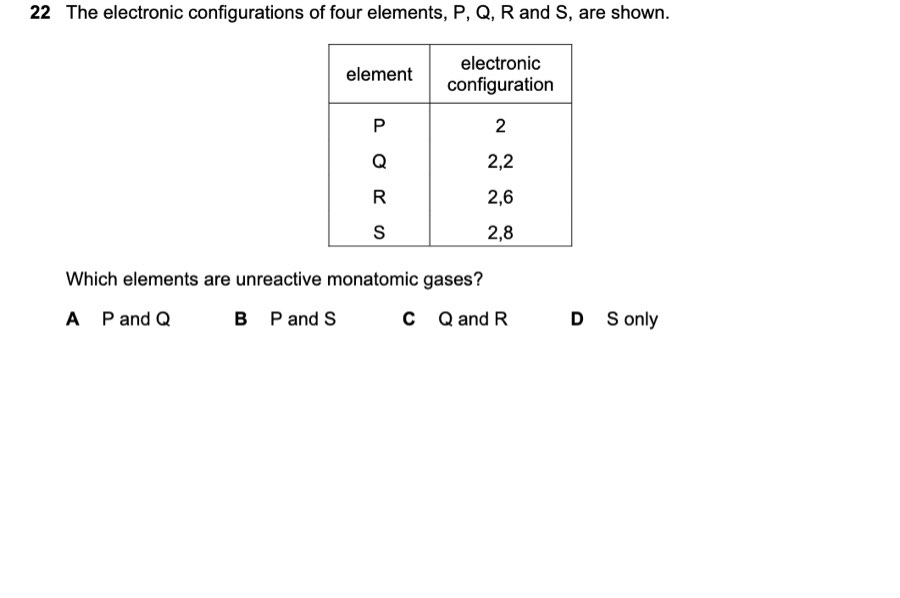 22 The electronic configurations of four elements, P, Q, R and S, are shown.
element electronic configuration
P 2
Q 2,2
R 2,6
S 2,8
Which elements are unreactive monatomic gases?
A P and Q B P and S C Q and R D S only